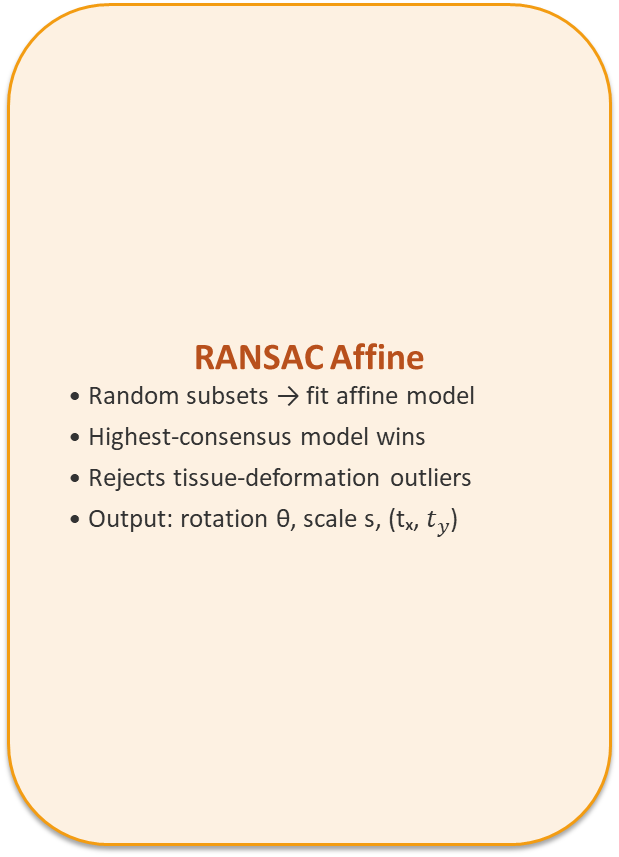 RANSAC Affine
• Random subsets → fit affine model
• Highest-consensus model wins
• Rejects tissue-deformation outliers
• Output: rotation θ, scale s, (tₓ, 𝑡𝑦)